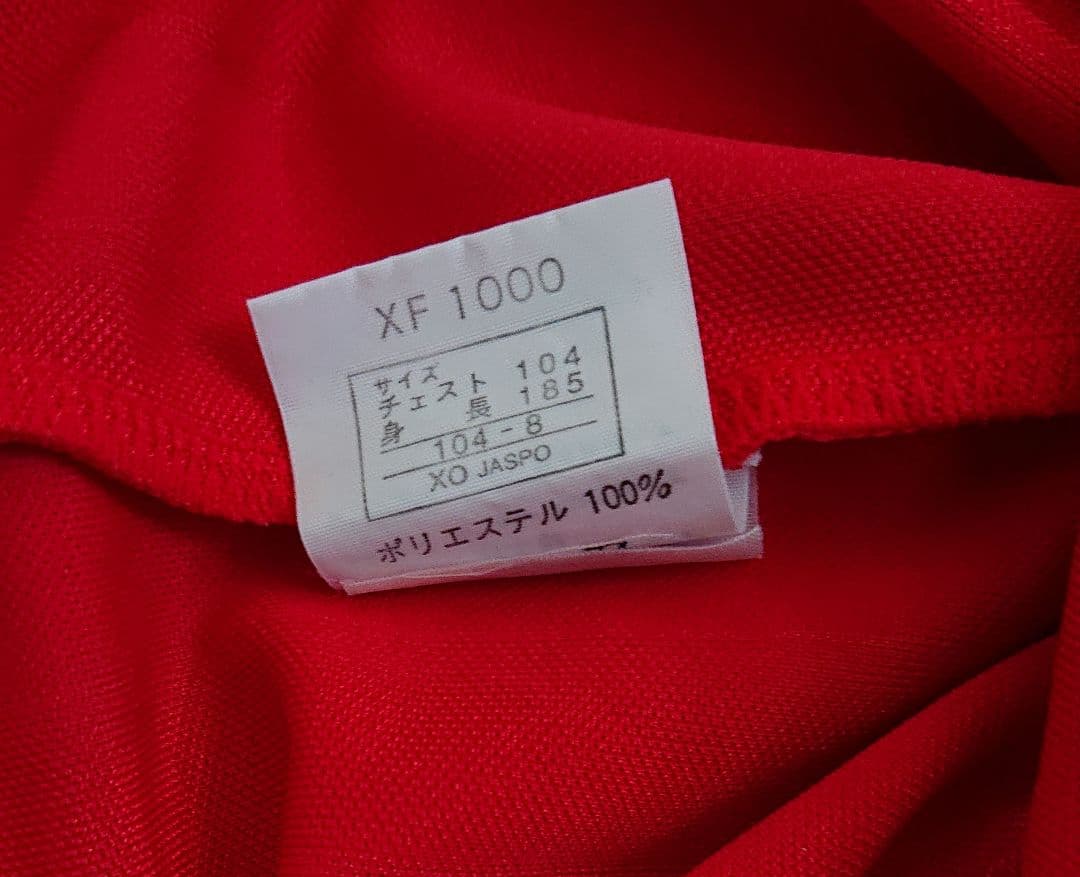 XF 1000
サイズ
チェスト 104
身長 185
104-8
XO JASPO
ポリエステル 100%